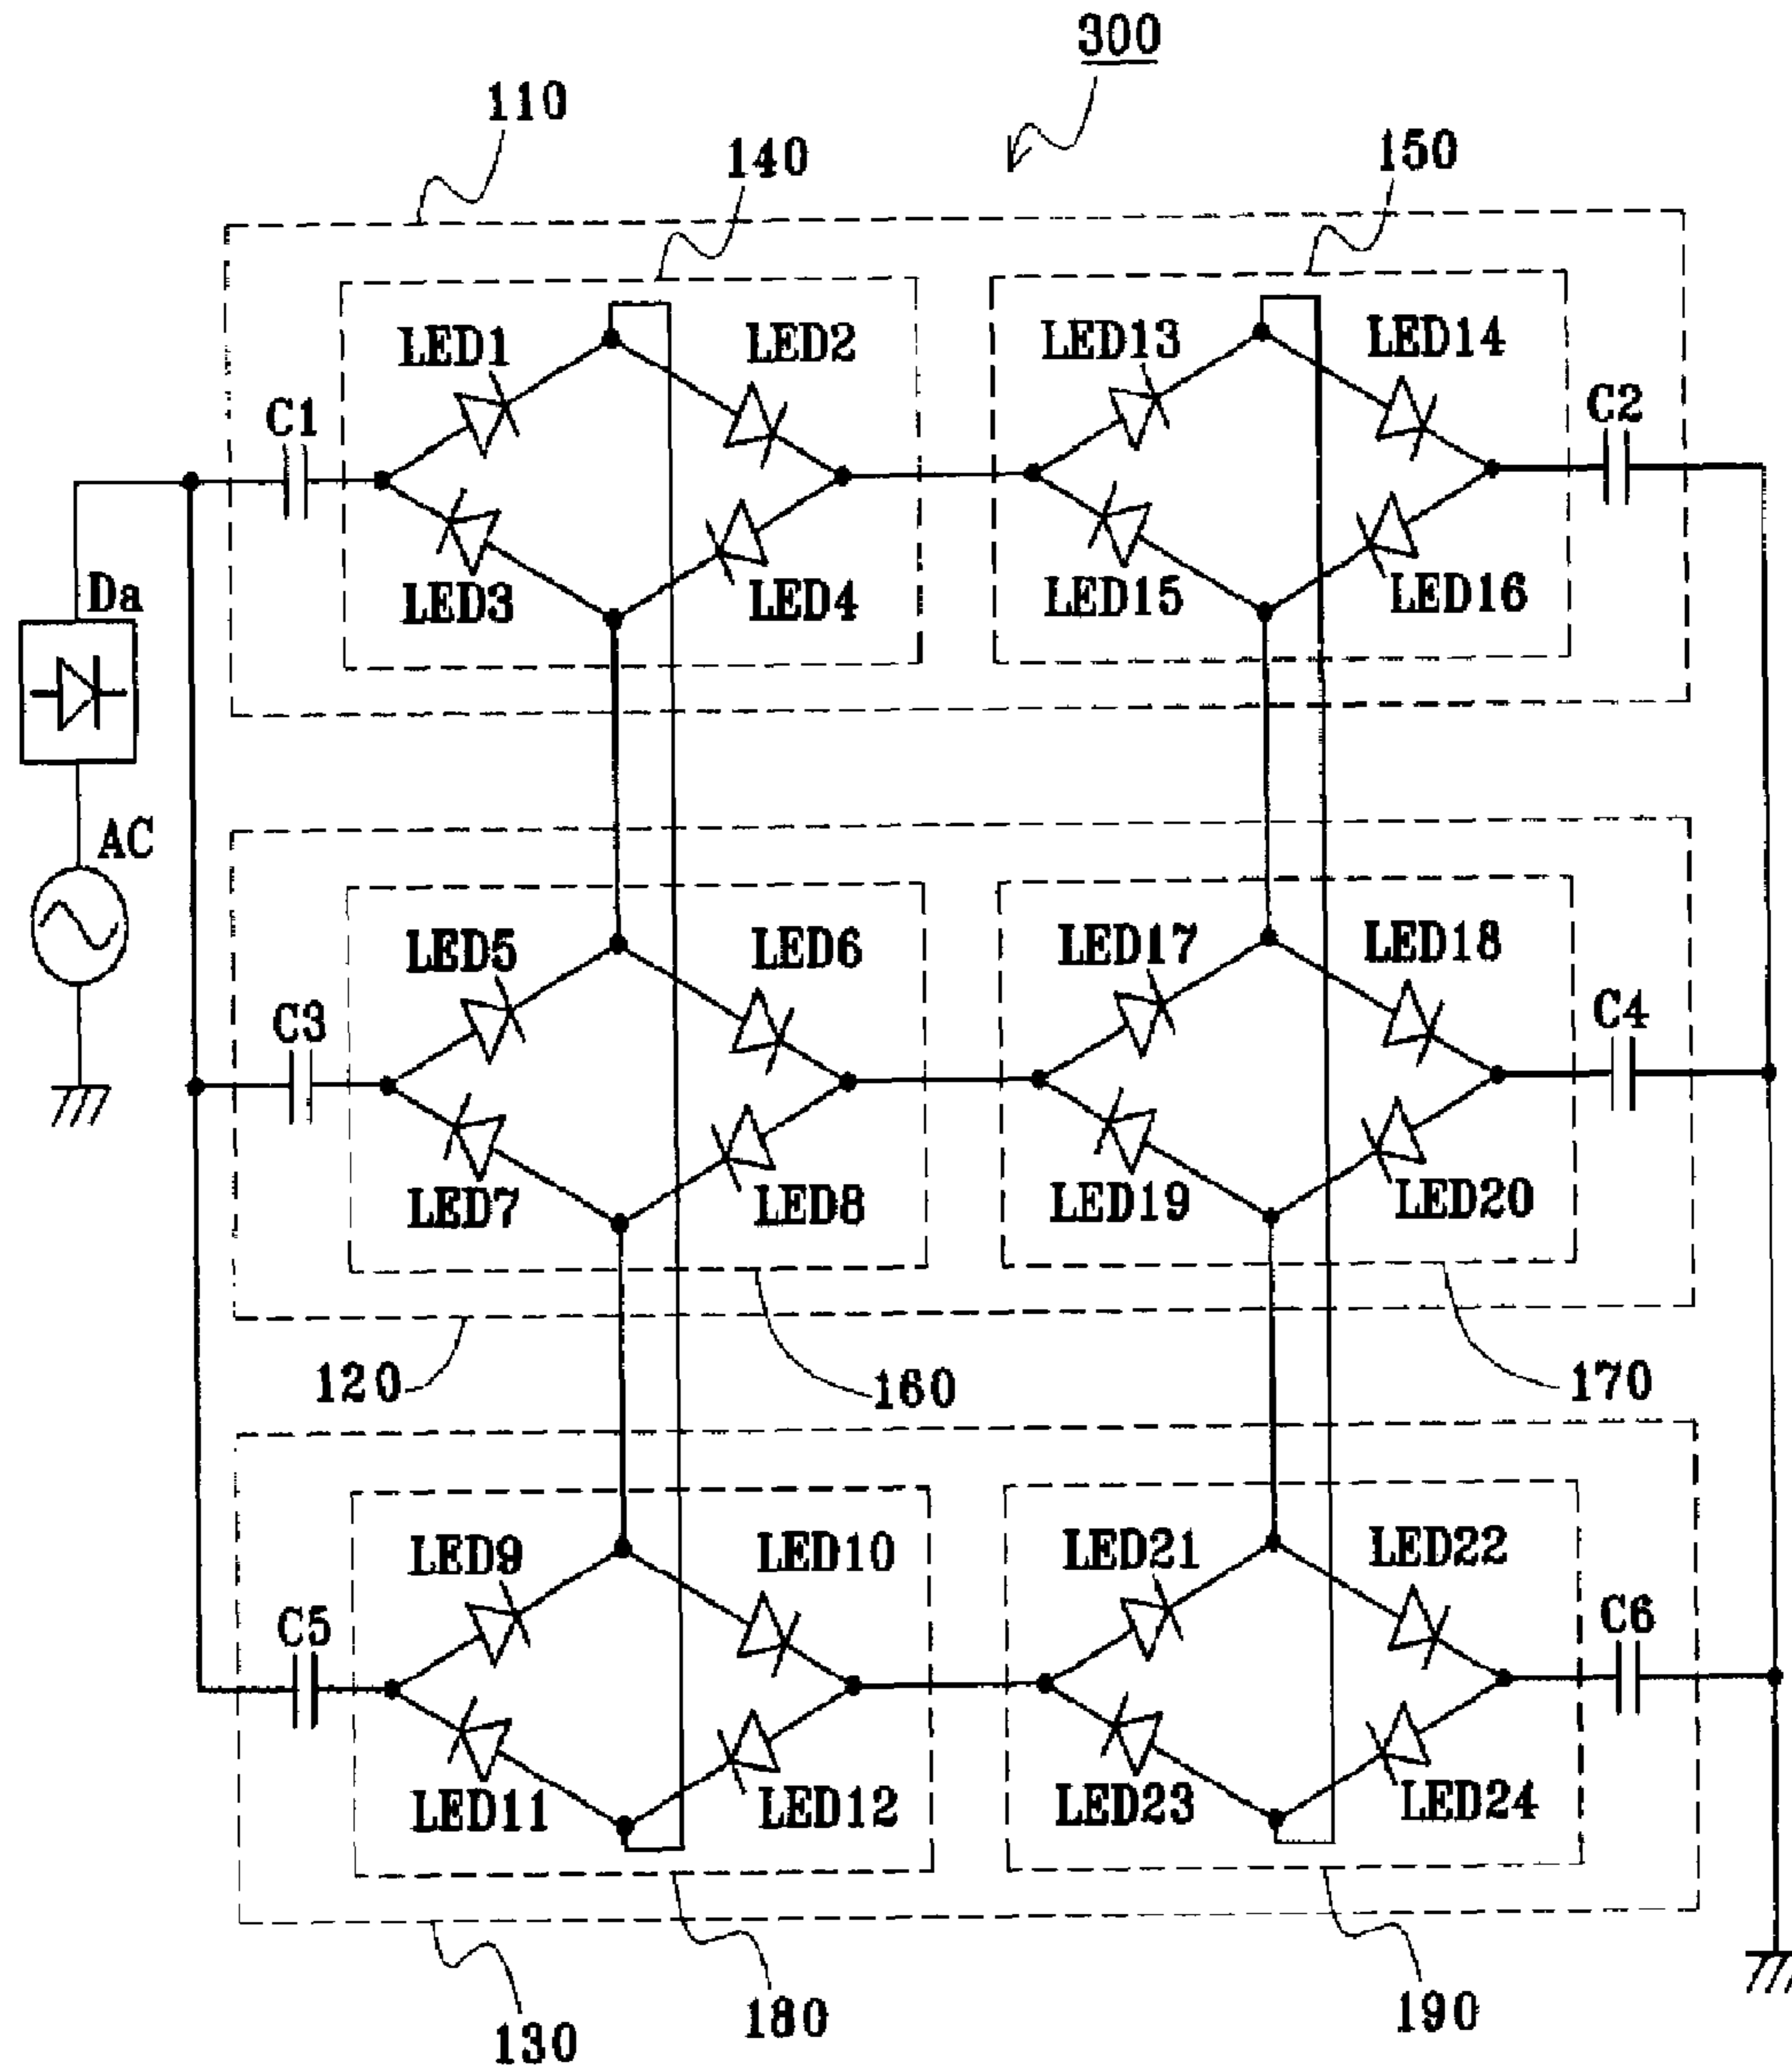 300
110
140
150
LED1
LED2
LED13
LED14
C1
C2
Da
LED3
LED4
LED15
LED16
AC
LED5
LED6
LED17
LED18
C3
C4
LED7
LED8
LED19
LED20
120
160
170
LED9
LED10
LED21
LED22
C5
C6
LED11
LED12
LED23
LED24
130
180
190